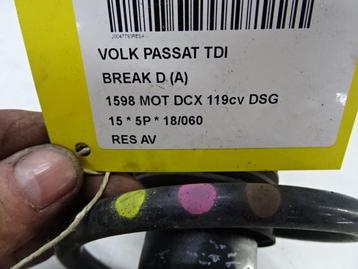 VOLK PASSAT TDI
BREAK D (A)
1598 MOT DCX 119cv DSG
15 * 5P * 18/060
RES AV